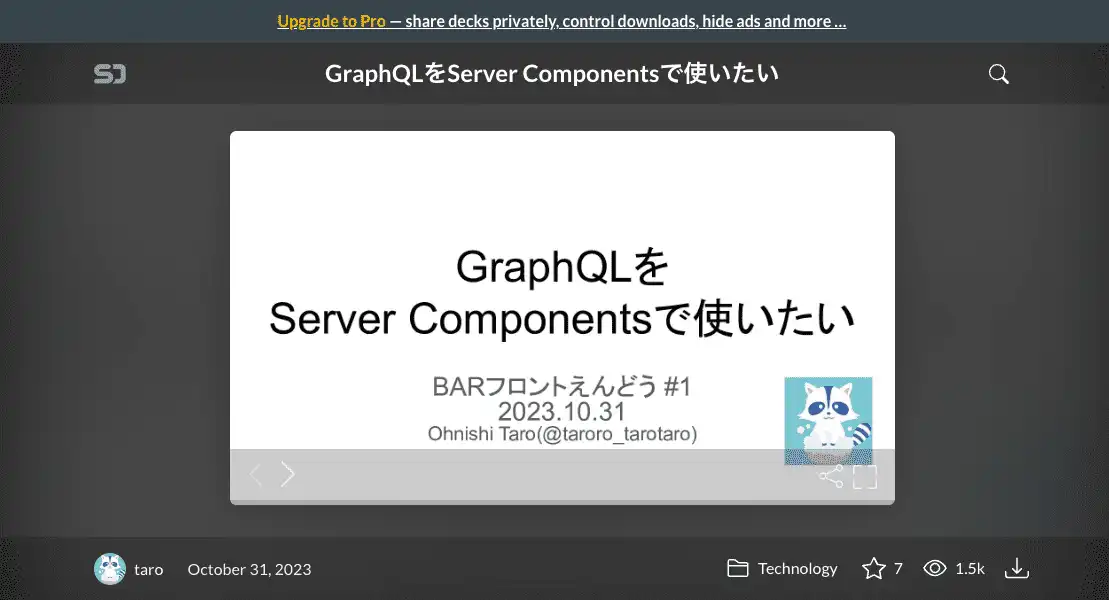 Upgrade to Pro — share decks privately, control downloads, hide ads and more …
SD
GraphQLをServer Componentsで使いたい
GraphQLを
Server Componentsで使いたい
BARフロントえんどう #1
2023.10.31
Ohnishi Taro(@taroro_tarotaro)
taro
October 31, 2023
Technology
7
1.5k